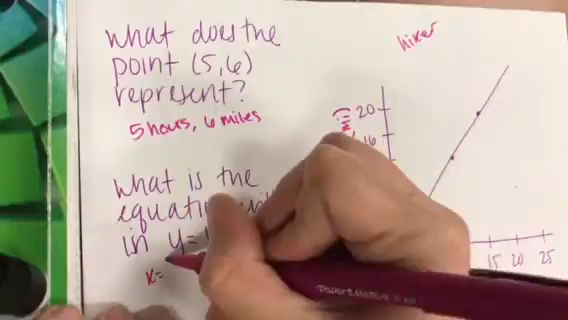 What does the
point (5,6)
represent?
5 hours, 6 miles
What is the
in y=
K=
hiker
20
16
15 20 25